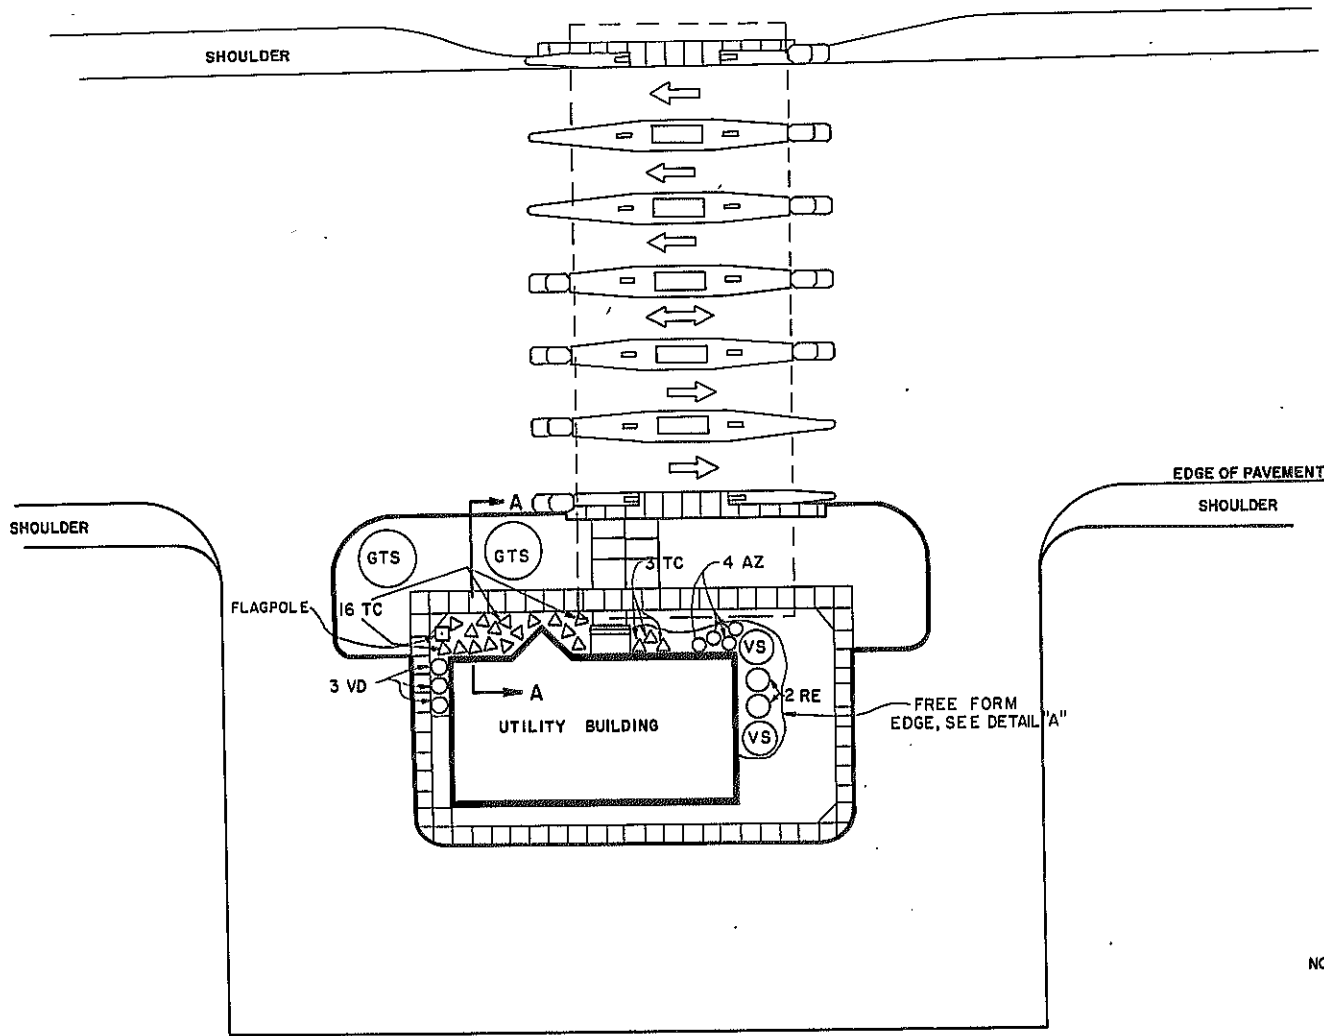 SHOULDER
EDGE OF PAVEMENT
SHOULDER
A
SHOULDER
GTS
GTS
3 TC
4 AZ
FLAGPOLE
16 TC
VS
3 VD
A
2 RE
FREE FORM
EDGE, SEE DETAIL "A"
UTILITY BUILDING
VS
NO